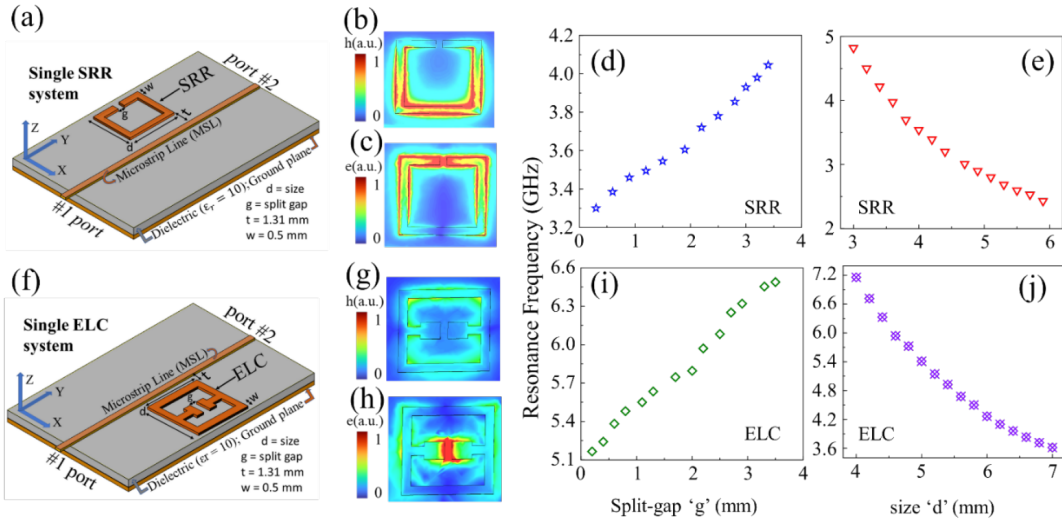 (a)
Single SRR
system
port #2
SRR
w
g
t
d
Z
Y
X
Microstrip Line (MSL)
#1 port
Dielectric (εr = 10); Ground plane
d = size
g = split gap
t = 1.31 mm
w = 0.5 mm
(b)
h(a.u.)
1
0
(c)
e(a.u.)
1
0
Resonance Frequency (GHz)
(d)
4.2
4.0
3.8
3.6
3.4
3.2
0 1 2 3 4
SRR
(e)
5
4
3
2
3 4 5 6
SRR
(f)
Single ELC
system
port #2
ELC
t
g
d
w
Z
Y
X
Microstrip Line (MSL)
#1 port
Dielectric (εr = 10); Ground plane
d = size
g = split gap
t = 1.31 mm
w = 0.5 mm
(g)
h(a.u.)
1
0
(h)
e(a.u.)
1
0
(i)
6.6
6.3
6.0
5.7
5.4
5.1
0 1 2 3 4
ELC
Split-gap ‘g’ (mm)
(j)
7.2
6.6
6.0
5.4
4.8
4.2
3.6
4 5 6 7
ELC
size ‘d’ (mm)